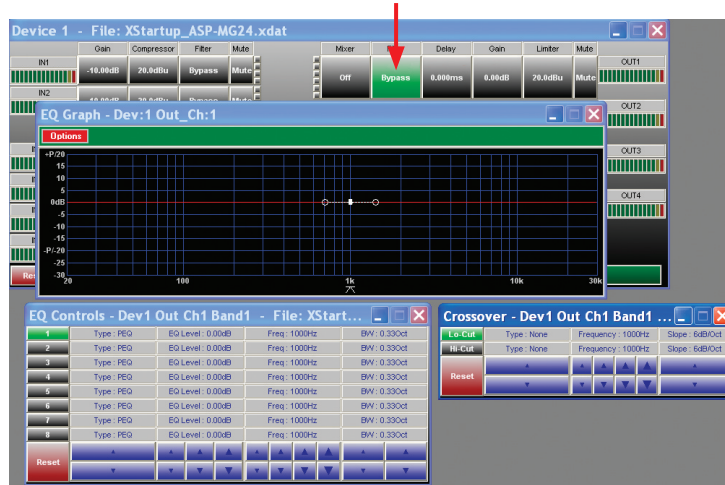 Device 1 - File: XStartup_ASP-MG24.xdat
Gain Compressor Filter Mute Mixer Delay Gain Limiter Mute
IN1 -10.00dB 20.0dBu Bypass Mute Off Bypass 0.000ms 0.00dB 20.0dBu Mute OUT1
IN2 OUT2
OUT3
OUT4
EQ Graph - Dev:1 Out_Ch:1
Options
+P/20
15
10
5
0dB
-5
-10
-15
-P/-20
-25
-30
20 100 1k 10k 30k
EQ Controls - Dev1 Out Ch1 Band1 - File: XStart...
1 Type : PEQ EQ Level : 0.00dB Freq : 1000Hz BW : 0.33Oct
2 Type : PEQ EQ Level : 0.00dB Freq : 1000Hz BW : 0.33Oct
3 Type : PEQ EQ Level : 0.00dB Freq : 1000Hz BW : 0.33Oct
4 Type : PEQ EQ Level : 0.00dB Freq : 1000Hz BW : 0.33Oct
5 Type : PEQ EQ Level : 0.00dB Freq : 1000Hz BW : 0.33Oct
6 Type : PEQ EQ Level : 0.00dB Freq : 1000Hz BW : 0.33Oct
7 Type : PEQ EQ Level : 0.00dB Freq : 1000Hz BW : 0.33Oct
8 Type : PEQ EQ Level : 0.00dB Freq : 1000Hz BW : 0.33Oct
Reset
Crossover - Dev1 Out Ch1 Band1 ...
Lo-Cut Type : None Frequency : 1000Hz Slope : 6dB/Oct
Hi-Cut Type : None Frequency : 1000Hz Slope : 6dB/Oct
Reset